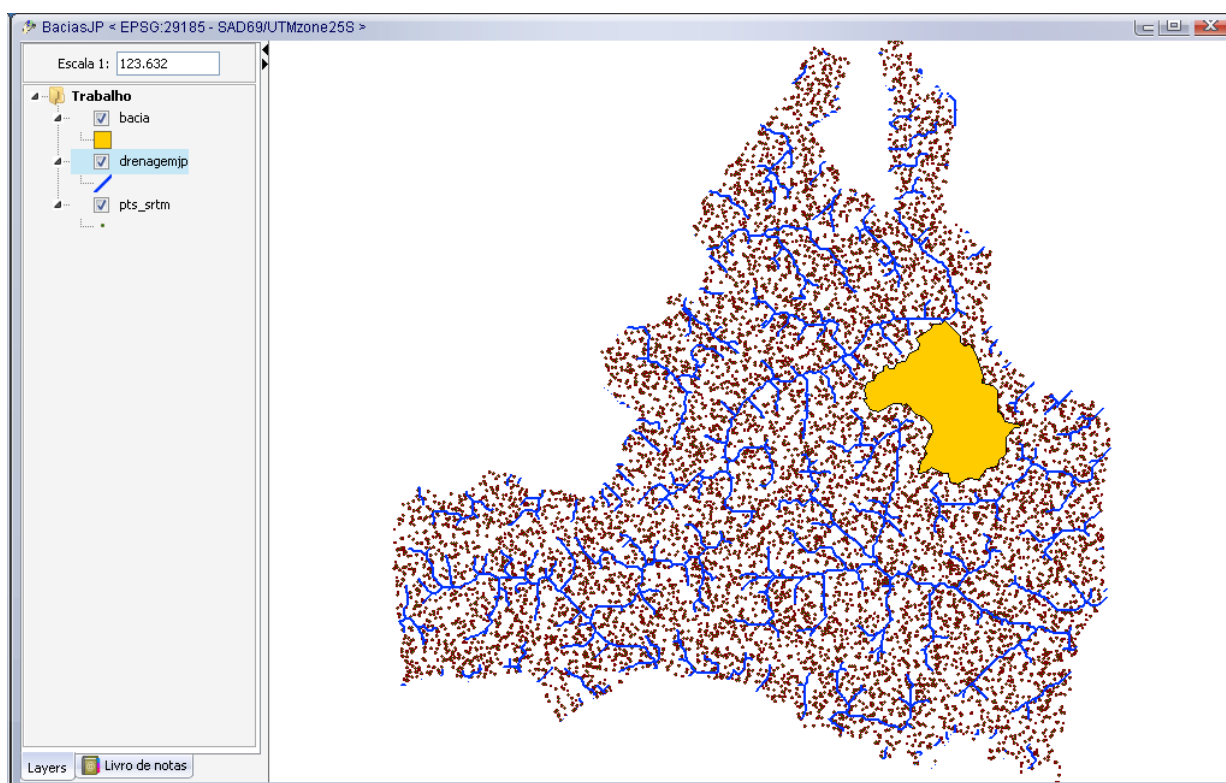 BaciasJP < EPSG:29185 - SAD69/UTMzone25S >
Escala 1: 123.632
Trabalho
bacia
drenagemjp
pts_srtm
Layers
Livro de notas